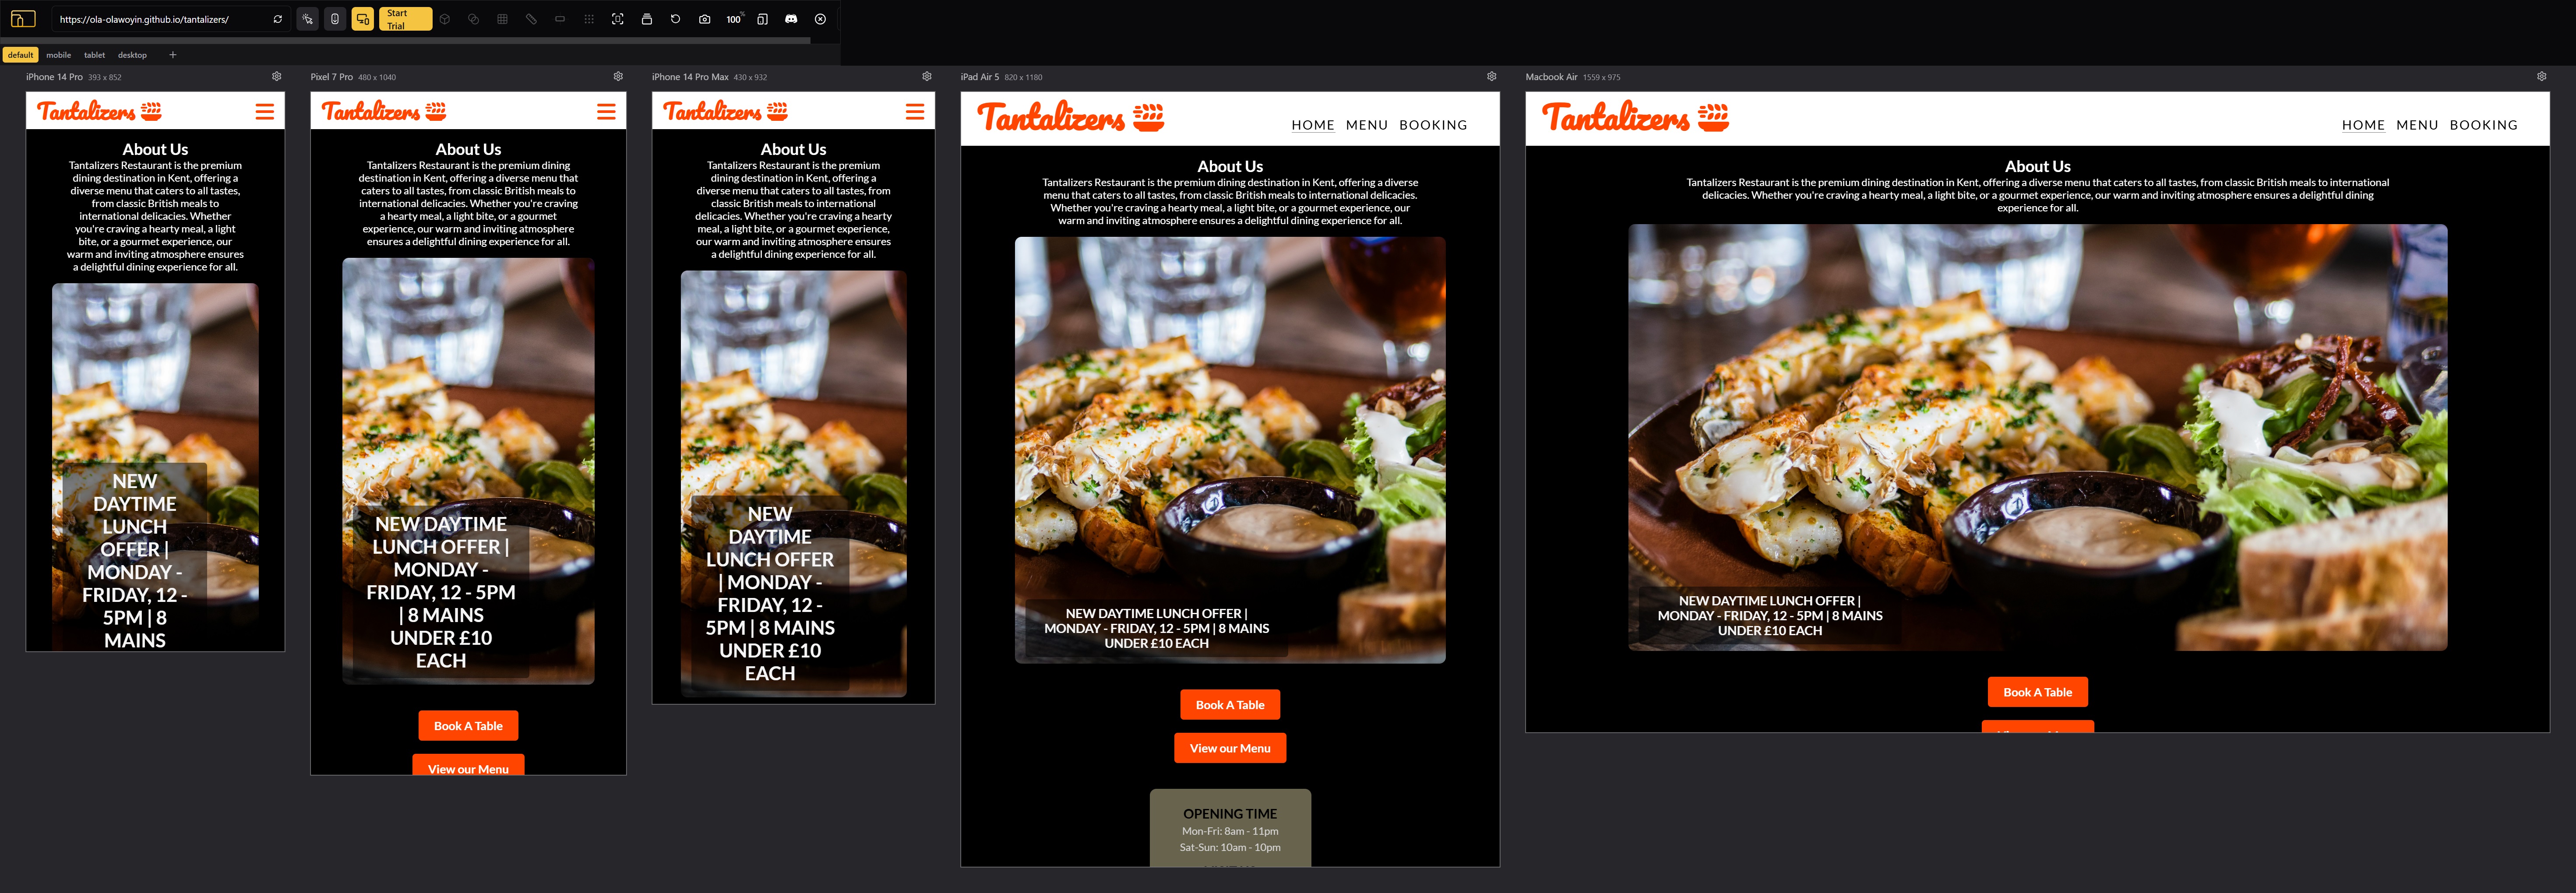 https://ola-olawoyin.github.io/tantalizers/
Start
Trial
100%
default
mobile
tablet
desktop
iPhone 14 Pro 393 x 852
Tantalizers
About Us
Tantalizers Restaurant is the premium
dining destination in Kent, offering a
diverse menu that caters to all tastes,
from classic British meals to
international delicacies. Whether
you're craving a hearty meal, a light
bite, or a gourmet experience, our
warm and inviting atmosphere ensures
a delightful dining experience for all.
NEW
DAYTIME
LUNCH
OFFER |
MONDAY -
FRIDAY, 12 -
5PM | 8
MAINS
Pixel 7 Pro 480 x 1040
Tantalizers
About Us
Tantalizers Restaurant is the premium dining
destination in Kent, offering a diverse menu that
caters to all tastes, from classic British meals to
international delicacies. Whether you're craving
a hearty meal, a light bite, or a gourmet
experience, our warm and inviting atmosphere
ensures a delightful dining experience for all.
NEW DAYTIME
LUNCH OFFER |
MONDAY -
FRIDAY, 12 - 5PM
| 8 MAINS
UNDER £10
EACH
Book A Table
View our Menu
iPhone 14 Pro Max 430 x 932
Tantalizers
About Us
Tantalizers Restaurant is the premium
dining destination in Kent, offering a
diverse menu that caters to all tastes, from
classic British meals to international
delicacies. Whether you're craving a hearty
meal, a light bite, or a gourmet experience,
our warm and inviting atmosphere ensures
a delightful dining experience for all.
NEW
DAYTIME
LUNCH OFFER
| MONDAY -
FRIDAY, 12 -
5PM | 8 MAINS
UNDER £10
EACH
iPad Air 5 820 x 1180
Tantalizers
HOME MENU BOOKING
About Us
Tantalizers Restaurant is the premium dining destination in Kent, offering a diverse
menu that caters to all tastes, from classic British meals to international delicacies.
Whether you're craving a hearty meal, a light bite, or a gourmet experience, our
warm and inviting atmosphere ensures a delightful dining experience for all.
NEW DAYTIME LUNCH OFFER |
MONDAY - FRIDAY, 12 - 5PM | 8 MAINS
UNDER £10 EACH
Book A Table
View our Menu
OPENING TIME
Mon-Fri: 8am - 11pm
Sat-Sun: 10am - 10pm
Macbook Air 1559 x 975
Tantalizers
HOME MENU BOOKING
About Us
Tantalizers Restaurant is the premium dining destination in Kent, offering a diverse menu that caters to all tastes, from classic British meals to international
delicacies. Whether you're craving a hearty meal, a light bite, or a gourmet experience, our warm and inviting atmosphere ensures a delightful dining
experience for all.
NEW DAYTIME LUNCH OFFER |
MONDAY - FRIDAY, 12 - 5PM | 8 MAINS
UNDER £10 EACH
Book A Table